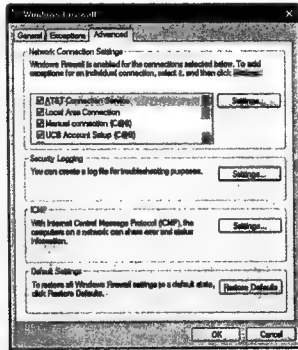 Windows Firewall
General Exceptions Advanced
Network Connection Settings
Windows Firewall is enabled for the connections selected below. To add
exceptions for an individual connection, select it, and then click
AT&T Connection Service
Local Area Connection
Manual connection (C@@)
UCB Account Setup (C@@)
Settings...
Security Logging
You can create a log file for troubleshooting purposes.
Settings...
ICMP
With Internet Control Message Protocol (ICMP), the
computers on a network can share error and status
information.
Settings...
Default Settings
To restore all Windows Firewall settings to a default state,
click Restore Defaults.
Restore Defaults
OK Cancel